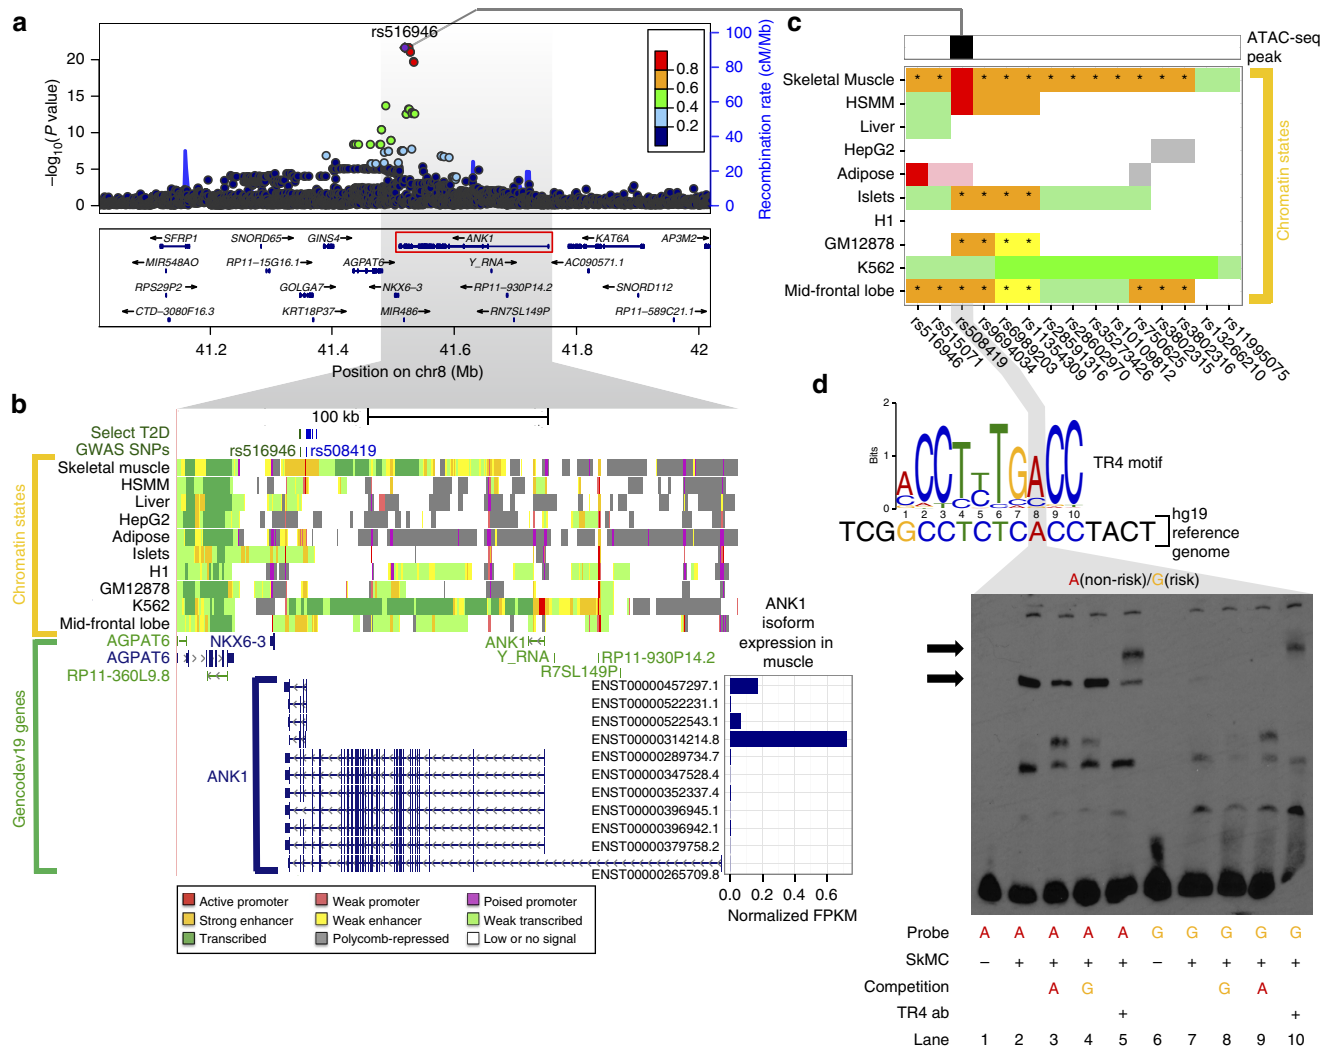 a
rs516946
−log10(P value)
20
15
10
5
0
0.8
0.6
0.4
0.2
100
80
60
40
20
0
Recombination rate (cM/Mb)
SFRP1
SNORD65
GINS4
ANK1
KAT6A
AP3M2
MIR548AO
RP11−15G16.1
AGPAT6
Y_RNA
AC090571.1
RPS29P2
GOLGA7
NKX6−3
RP11−930P14.2
SNORD112
CTD−3080F16.3
KRT18P37
MIR486
RN7SL149P
RP11−589C21.1
41.2
41.4
41.6
41.8
42
Position on chr8 (Mb)
b
100 kb
Select T2D
GWAS SNPs
rs516946
rs508419
Chromatin states
Skeletal muscle
HSMM
Liver
HepG2
Adipose
Islets
H1
GM12878
K562
Mid-frontal lobe
Gencodev19 genes
AGPAT6
NKX6-3
ANK1
AGPAT6
Y_RNA
RP11-930P14.2
RP11-360L9.8
R7SL149P
ANK1
ENST00000457297.1
ENST00000522231.1
ENST00000522543.1
ENST00000314214.8
ENST00000289734.7
ENST00000347528.4
ENST00000352337.4
ENST00000396945.1
ENST00000396942.1
ENST00000379758.2
ENST00000265709.8
ANK1
isoform
expression in
muscle
0.0
0.2
0.4
0.6
Normalized FPKM
Active promoter
Weak promoter
Poised promoter
Strong enhancer
Weak enhancer
Weak transcribed
Transcribed
Polycomb-repressed
Low or no signal
c
ATAC-seq
peak
Skeletal Muscle
* * * * * * * * * * * *
HSMM
Liver
HepG2
Adipose
Islets
* * * *
H1
GM12878
* * * *
K562
Mid-frontal lobe
* * * * * * * * *
Chromatin states
rs516946
rs515071
rs508419
rs9694034
rs6989203
rs11354309
rs28591316
rs28602970
rs35273426
rs10109812
rs750625
rs3802315
rs3802316
rs13266210
rs11995075
d
2
1
0
Bits
ACCTTTGACC
1 2 3 4 5 6 7 8 9 10
TR4 motif
TCGGCCTCTCACCTACT
hg19
reference
genome
A(non-risk)/G(risk)
Probe A A A A A G G G G G
SkMC − + + + + − + + + +
Competition A G G A
TR4 ab + +
Lane 1 2 3 4 5 6 7 8 9 10